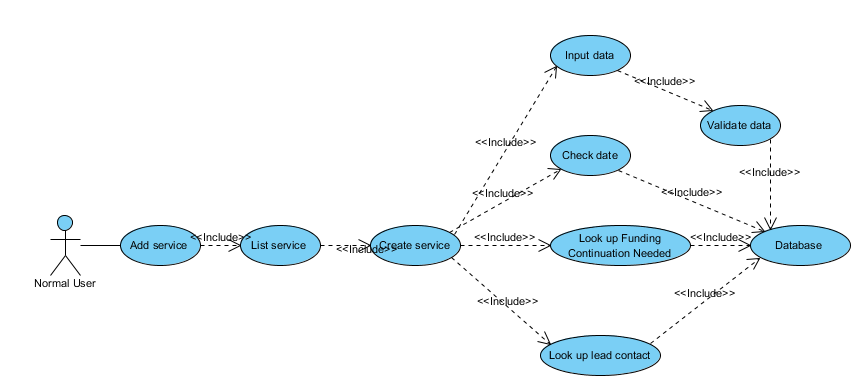 Input data
<<Include>>
Validate data
<<Include>>
Check date
<<Include>>
<<Include>>
<<Include>>
Normal User
Add service
<<Include>>
List service
<<Include>>
Create service
<<Include>>
Look up Funding
Continuation Needed
<<Include>>
Database
<<Include>>
<<Include>>
Look up lead contact